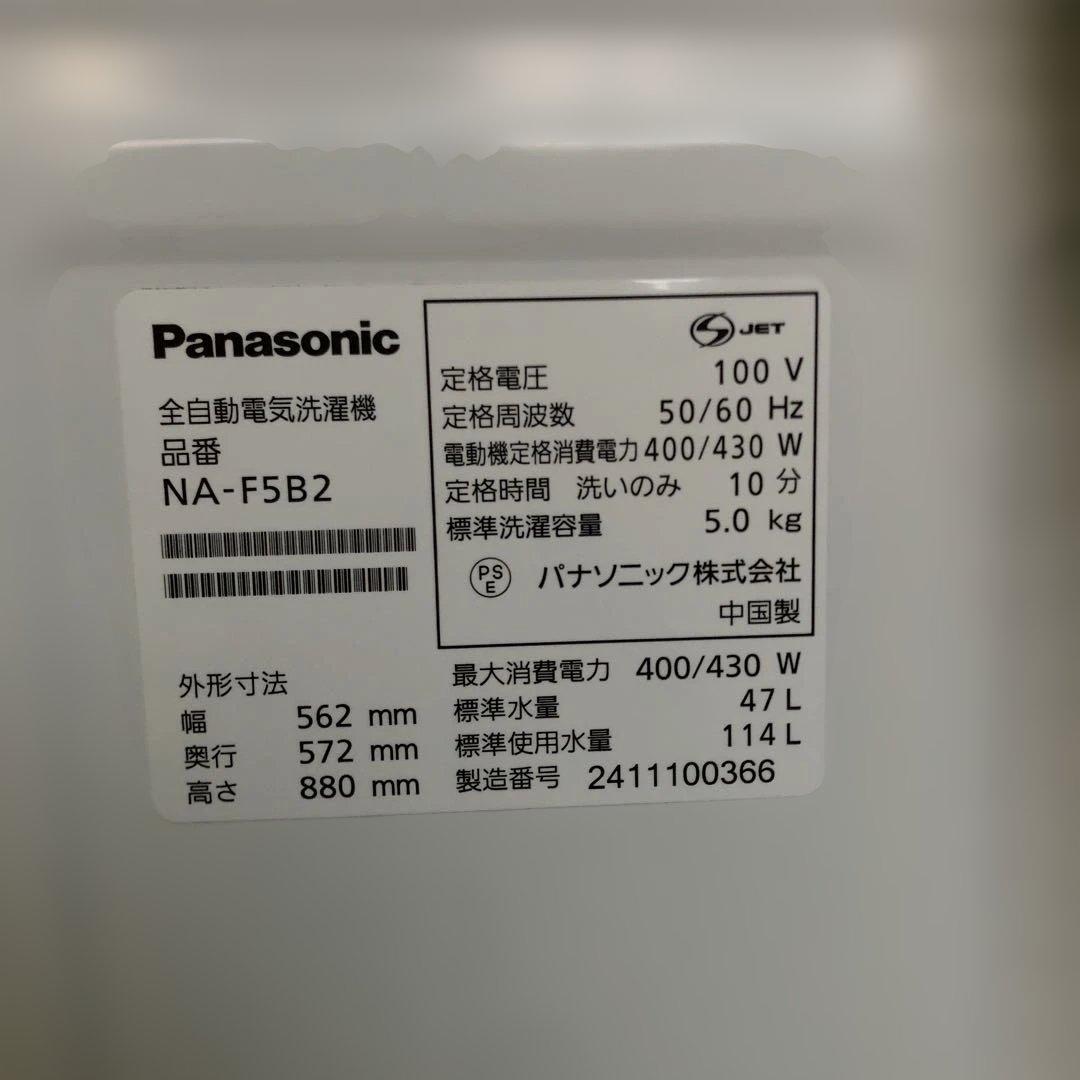 Panasonic
全自動電気洗濯機
品番
NA-F5B2
外形寸法
幅 562 mm
奥行 572 mm
高さ 880 mm
JET
定格電圧 100 V
定格周波数 50/60 Hz
電動機定格消費電力 400/430 W
定格時間 洗いのみ 10 分
標準洗濯容量 5.0 kg
PS
E
パナソニック株式会社
中国製
最大消費電力 400/430 W
標準水量 47 L
標準使用水量 114 L
製造番号 2411100366